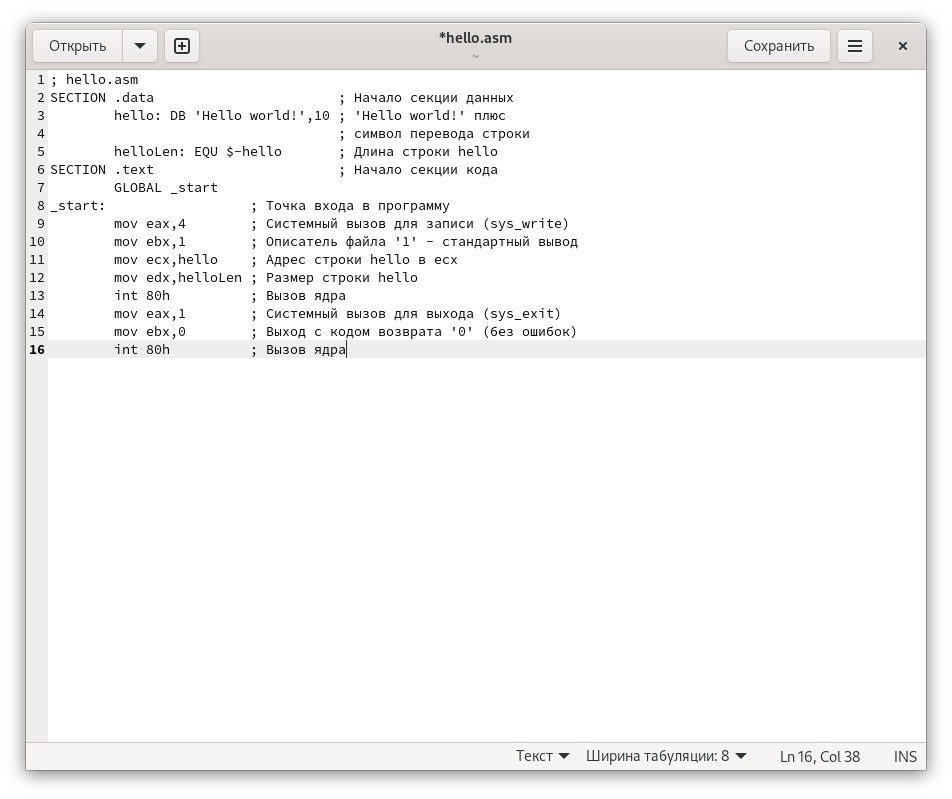 Открыть
*hello.asm
~
Сохранить
1 ; hello.asm
2 SECTION .data                       ; Начало секции данных
3         hello: DB 'Hello world!',10 ; 'Hello world!' плюс
4                                     ; символ перевода строки
5         helloLen: EQU $-hello       ; Длина строки hello
6 SECTION .text                       ; Начало секции кода
7         GLOBAL _start
8 _start:                  ; Точка входа в программу
9         mov eax,4        ; Системный вызов для записи (sys_write)
10         mov ebx,1        ; Описатель файла '1' - стандартный вывод
11         mov ecx,hello    ; Адрес строки hello в ecx
12         mov edx,helloLen ; Размер строки hello
13         int 80h          ; Вызов ядра
14         mov eax,1        ; Системный вызов для выхода (sys_exit)
15         mov ebx,0        ; Выход с кодом возврата '0' (без ошибок)
16         int 80h          ; Вызов ядра
Текст Ширина табуляции: 8 Ln 16, Col 38 INS